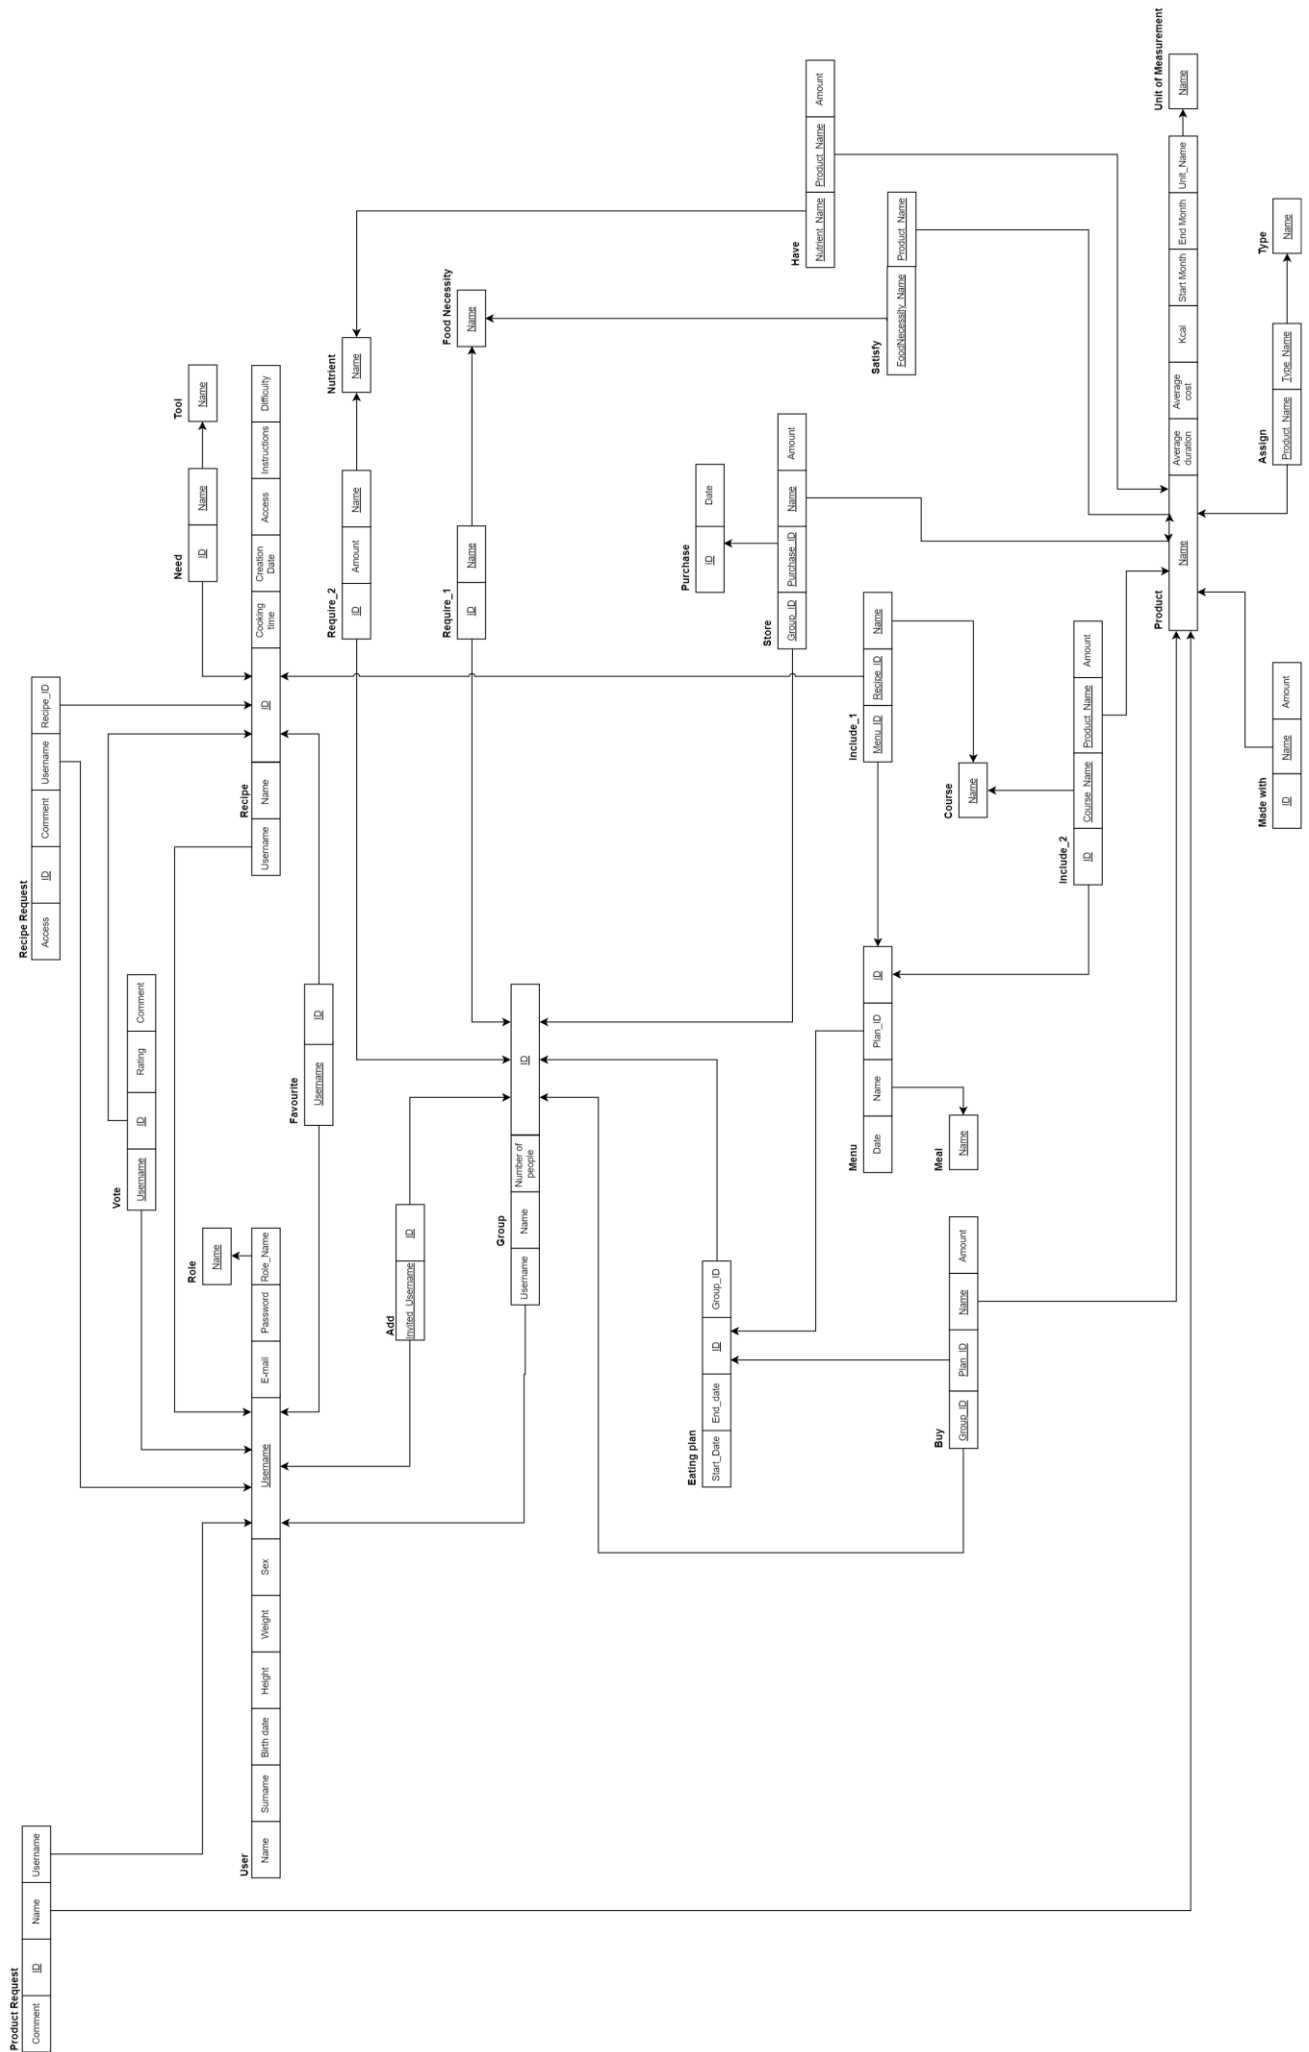 Product Request
Comment ID Name Username
Recipe Request
Access ID Comment Username Recipe_ID
Vote
Username ID Rating Comment
Need
ID Name
Tool
Name
Role
Name
User
Name Surname Birth date Height Weight Sex Username E-mail Password Role_Name
Recipe
Username Name ID Cooking time Creation Date Access Instructions Difficulty
Favourite
Username ID
Require_2
ID Amount Name
Nutrient
Name
Add
Invited_Username ID
Require_1
ID Name
Food Necessity
Name
Group
Username Name Number of people ID
Eating plan
Start_Date End_date ID Group_ID
Purchase
ID Date
Store
Group_ID Purchase_ID Name Amount
Have
Nutrient_Name Product_Name Amount
Menu
Date Name Plan_ID ID
Include_1
Menu_ID Recipe_ID Name
Satisfy
FoodNecessity_Name Product_Name
Buy
Group_ID Plan_ID Name Amount
Meal
Name
Course
Name
Include_2
ID Course_Name Product_Name Amount
Product
Name Average duration Average cost Kcal Start Month End Month Unit_Name
Unit of Measurement
Name
Made with
ID Name Amount
Assign
Product_Name Type_Name
Type
Name